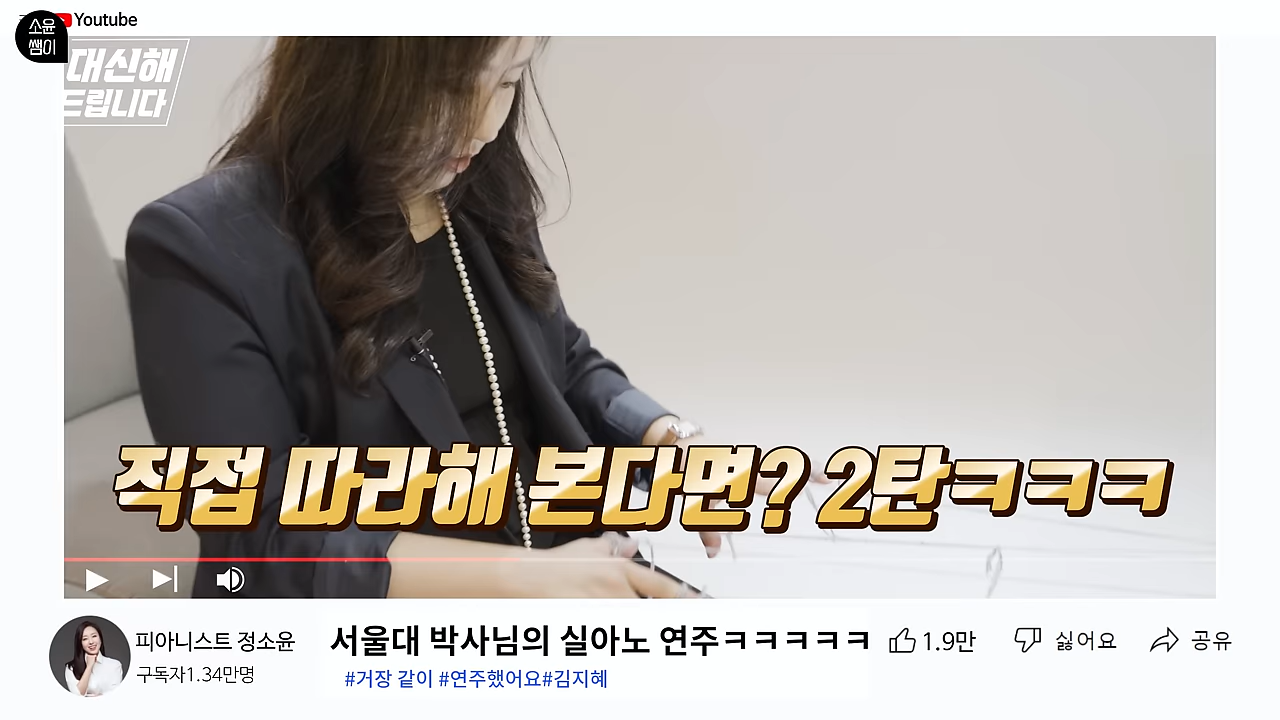 소윤
쌤이
Youtube
대신해
드립니다
직접 따라해 본다면? 2탄ㅋㅋㅋ
피아니스트 정소윤
구독자1.34만명
서울대 박사님의 실아노 연주ㅋㅋㅋㅋㅋ
#거장 같이 #연주했어요#김지혜
1.9만
싫어요
공유